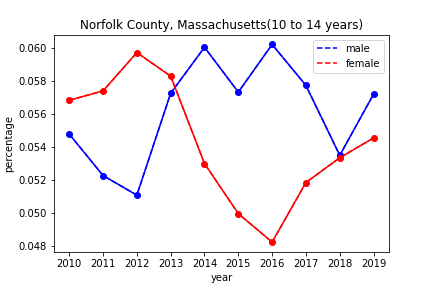 Norfolk County, Massachusetts(10 to 14 years)
male
female
percentage
0.060
0.058
0.056
0.054
0.052
0.050
0.048
2010 2011 2012 2013 2014 2015 2016 2017 2018 2019
year